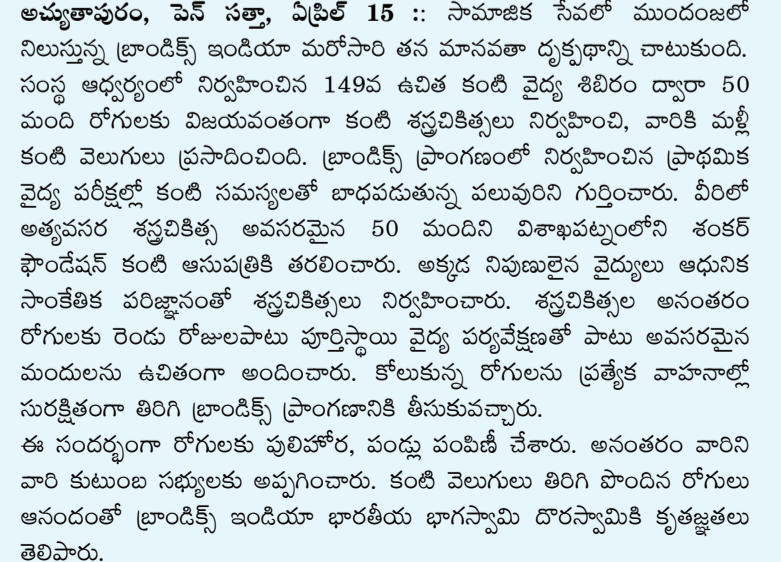 అచ్యుతాపురం, పెన్ సత్తా, ఏప్రిల్ 15 :: సామాజిక సేవలో ముందంజలో
నిలుస్తున్న బ్రాండిక్స్ ఇండియా మరోసారి తన మానవతా దృక్పథాన్ని చాటుకుంది.
సంస్థ ఆధ్వర్యంలో నిర్వహించిన 149వ ఉచిత కంటి వైద్య శిబిరం ద్వారా 50
మంది రోగులకు విజయవంతంగా కంటి శస్త్రచికిత్సలు నిర్వహించి, వారికి మళ్లీ
కంటి వెలుగులు ప్రసాదించింది. బ్రాండిక్స్ ప్రాంగణంలో నిర్వహించిన ప్రాథమిక
వైద్య పరీక్షల్లో కంటి సమస్యలతో బాధపడుతున్న పలువురిని గుర్తించారు. వీరిలో
అత్యవసర శస్త్రచికిత్స అవసరమైన 50 మందిని విశాఖపట్నంలోని శంకర్
ఫౌండేషన్ కంటి ఆసుపత్రికి తరలించారు. అక్కడ నిపుణులైన వైద్యులు ఆధునిక
సాంకేతిక పరిజ్ఞానంతో శస్త్రచికిత్సలు నిర్వహించారు. శస్త్రచికిత్సల అనంతరం
రోగులకు రెండు రోజులపాటు పూర్తిస్థాయి వైద్య పర్యవేక్షణతో పాటు అవసరమైన
మందులను ఉచితంగా అందించారు. కోలుకున్న రోగులను ప్రత్యేక వాహనాల్లో
సురక్షితంగా తిరిగి బ్రాండిక్స్ ప్రాంగణానికి తీసుకువచ్చారు.
ఈ సందర్భంగా రోగులకు పులిహోర, పండ్లు పంపిణీ చేశారు. అనంతరం వారిని
వారి కుటుంబ సభ్యులకు అప్పగించారు. కంటి వెలుగులు తిరిగి పొందిన రోగులు
ఆనందంతో బ్రాండిక్స్ ఇండియా భారతీయ భాగస్వామి దొరస్వామికి కృతజ్ఞతలు
తెలిపారు.